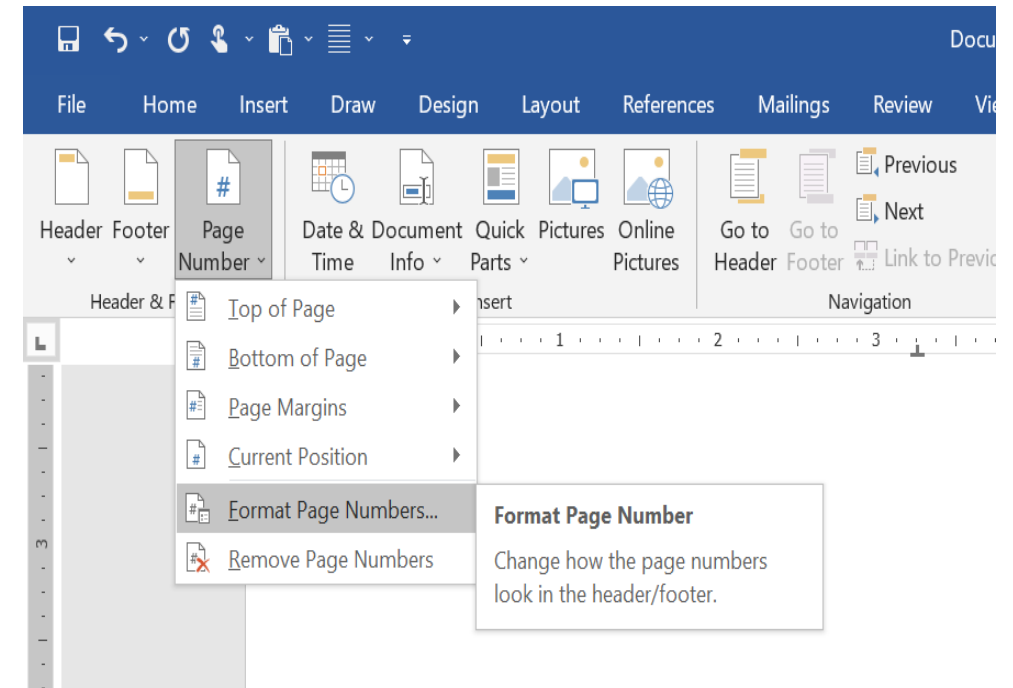 Docu
File Home Insert Draw Design Layout References Mailings Review Vie
Header Footer Page Number Date & Time Document Info Quick Parts Pictures Online Pictures Go to Header Go to Footer Previous
Next
Link to Previo
Header & F
nsert
Navigation
Top of Page
Bottom of Page
Page Margins
Current Position
Format Page Numbers...
Remove Page Numbers
Format Page Number
Change how the page numbers
look in the header/footer.
L
1 2 3
3